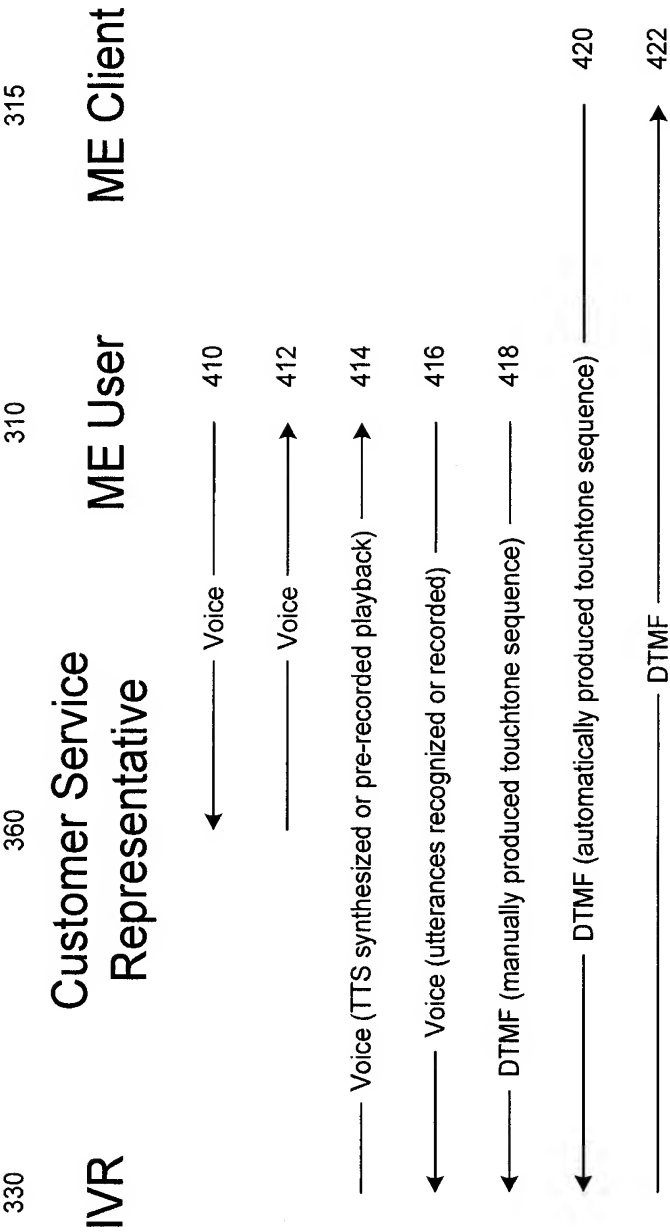 330
360
310
315
IVR
Customer Service
Representative
ME User
ME Client
Voice
410
Voice
412
Voice (TTS synthesized or pre-recorded playback)
414
Voice (utterances recognized or recorded)
416
DTMF (manually produced touchtone sequence)
418
DTMF (automatically produced touchtone sequence)
420
DTMF
422